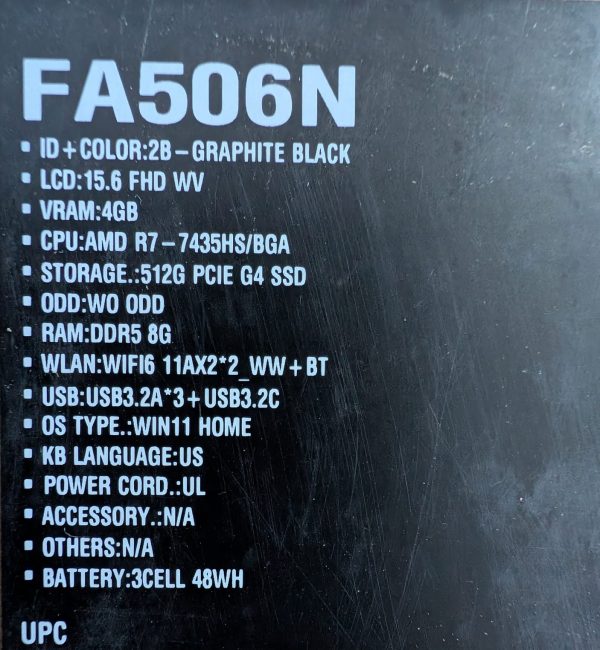 FA506N
▪ ID+COLOR:2B-GRAPHITE BLACK
▪ LCD:15.6 FHD WV
▪ VRAM:4GB
▪ CPU:AMD R7-7435HS/BGA
▪ STORAGE.:512G PCIE G4 SSD
▪ ODD:WO ODD
▪ RAM:DDR5 8G
▪ WLAN:WIFI6 11AX2*2_WW+BT
▪ USB:USB3.2A*3+USB3.2C
▪ OS TYPE.:WIN11 HOME
▪ KB LANGUAGE:US
▪ POWER CORD.:UL
▪ ACCESSORY.:N/A
▪ OTHERS:N/A
▪ BATTERY:3CELL 48WH
UPC